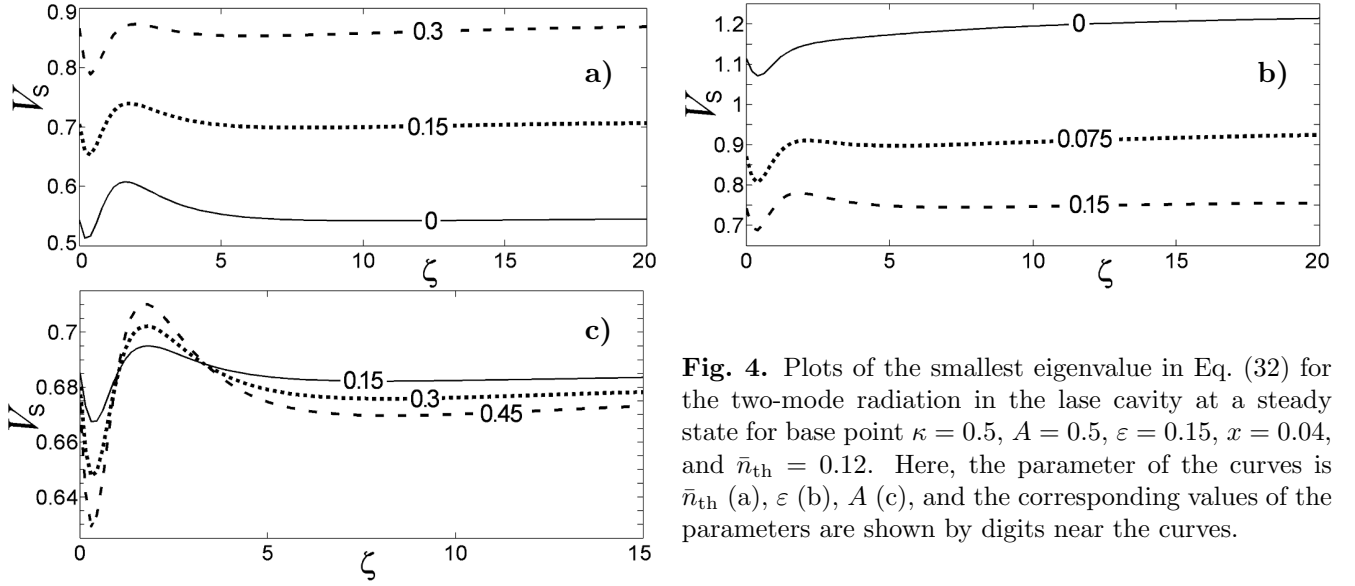 0.9
0.8
0.7
0.6
0.5
V_S
0.3
0.15
0
a)
0 5 10 15 20
ζ
1.2
1.1
1
0.9
0.8
0.7
V_S
0
0.075
0.15
b)
0 5 10 15 20
ζ
0.7
0.68
0.66
0.64
V_S
0.15
0.3
0.45
c)
0 5 10 15
ζ
Fig. 4. Plots of the smallest eigenvalue in Eq. (32) for
the two-mode radiation in the lase cavity at a steady
state for base point κ = 0.5, A = 0.5, ε = 0.15, x = 0.04,
and n̄_th = 0.12. Here, the parameter of the curves is
n̄_th (a), ε (b), A (c), and the corresponding values of the
parameters are shown by digits near the curves.